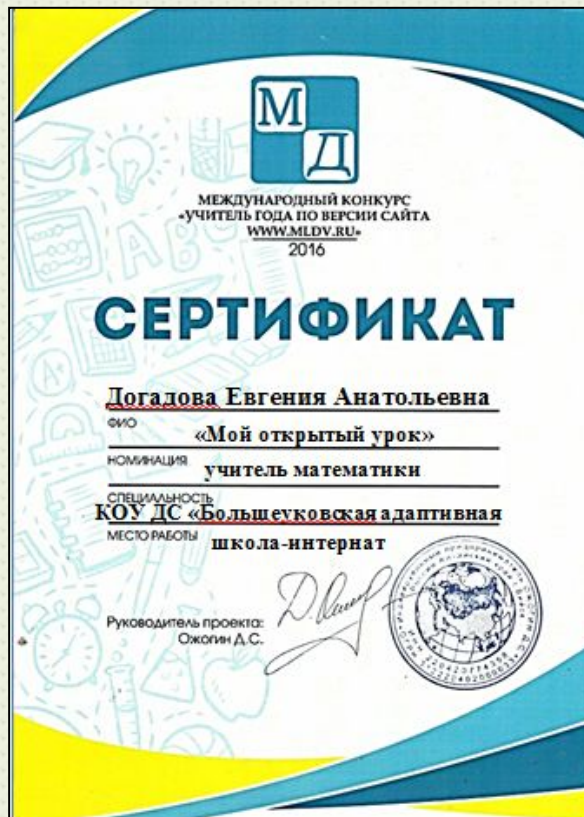 М
Д
МЕЖДУНАРОДНЫЙ КОНКУРС
«УЧИТЕЛЬ ГОДА ПО ВЕРСИИ САЙТА
WWW.MLDV.RU»
2016
СЕРТИФИКАТ
Догадова Евгения Анатольевна
ФИО
«Мой открытый урок»
НОМИНАЦИЯ
учитель математики
СПЕЦИАЛЬНОСТЬ
КОУ ДС «Большеуковская адаптивная
МЕСТО РАБОТЫ
школа-интернат
Руководитель проекта:
Ожогин Д.С.